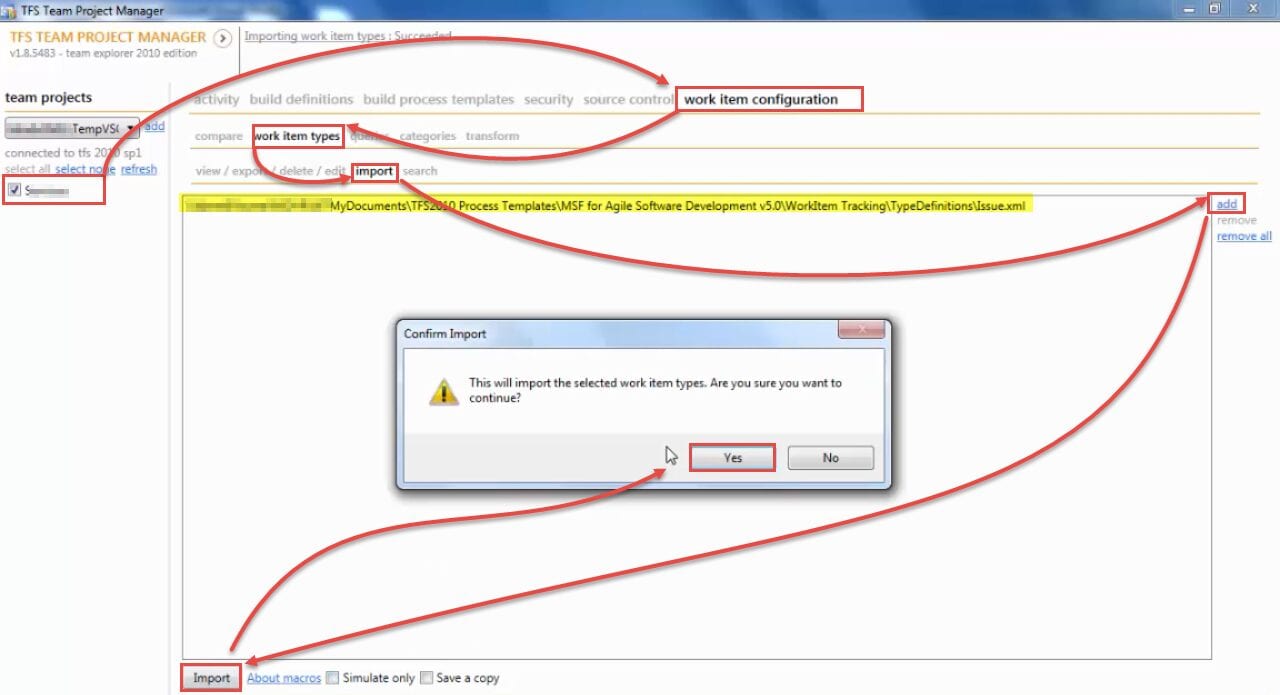 TFS Team Project Manager
TFS TEAM PROJECT MANAGER
v1.8.5483 - team explorer 2010 edition
Importing work item types : Succeeded
team projects
TempVS(
add
connected to tfs 2010 sp1
select all select none refresh
activity build definitions build process templates security source control work item configuration
compare work item types queries categories transform
view / export / delete / edit import search
MyDocuments\TFS2010 Process Templates\MSF for Agile Software Development v5.0\WorkItem Tracking\TypeDefinitions\Issue.xml
add
remove
remove all
Confirm Import
This will import the selected work item types. Are you sure you want to
continue?
Yes No
Import About macros Simulate only Save a copy